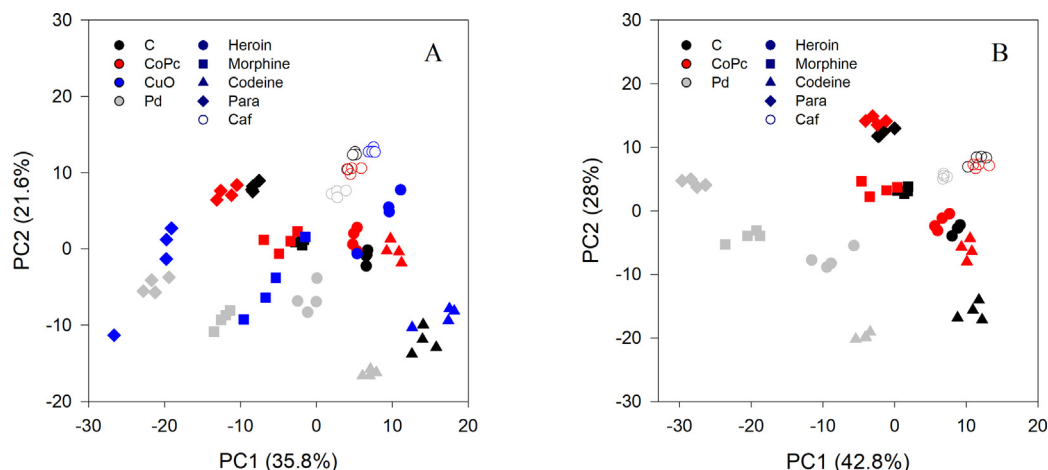 A
C
CoPc
CuO
Pd
Heroin
Morphine
Codeine
Para
Caf
30
20
10
0
-10
-20
PC2 (21.6%)
-30 -20 -10 0 10 20
PC1 (35.8%)
B
C
CoPc
Pd
Heroin
Morphine
Codeine
Para
Caf
30
20
10
0
-10
-20
-30
PC2 (28%)
-30 -20 -10 0 10 20
PC1 (42.8%)